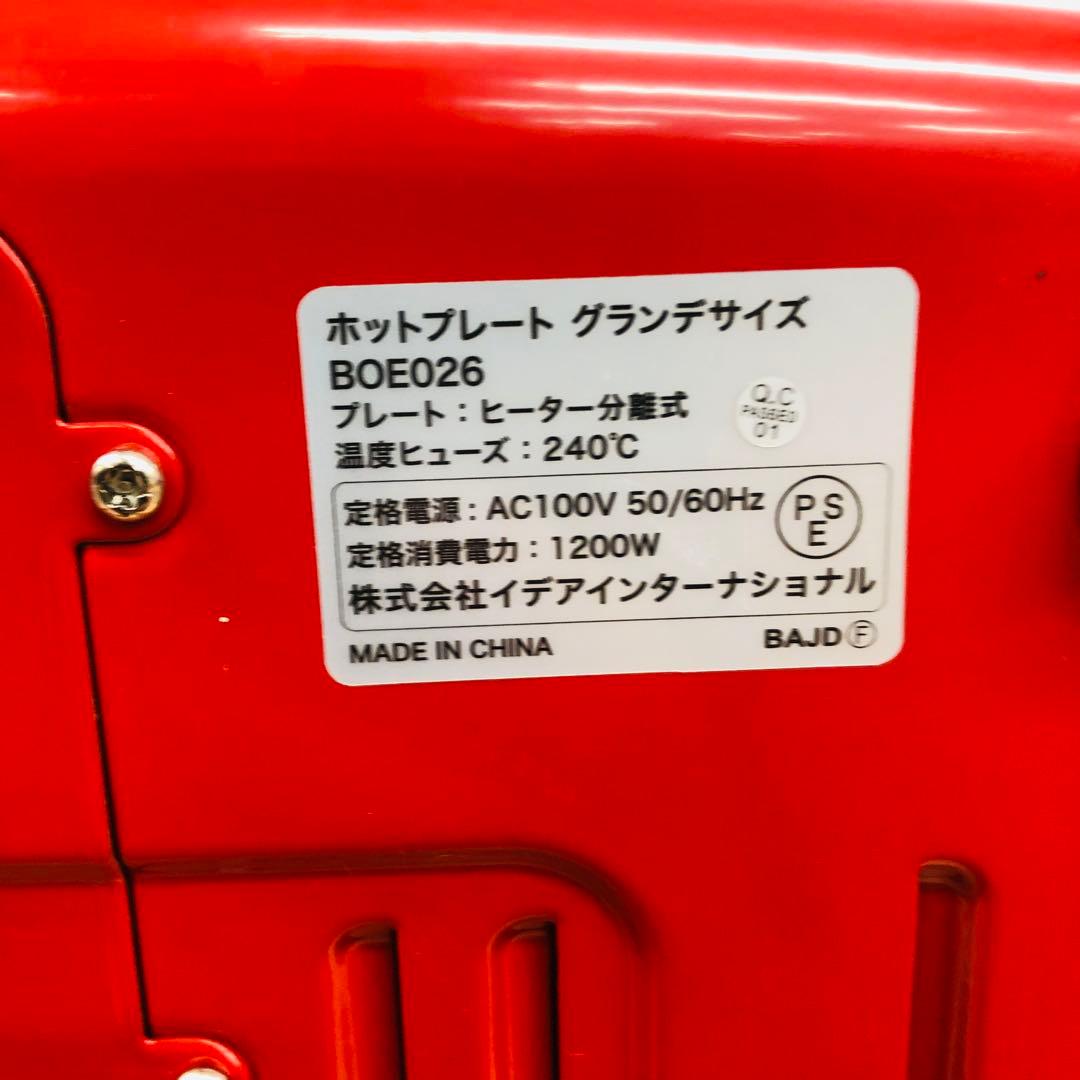 ホットプレート グランデサイズ
BOE026
プレート：ヒーター分離式
温度ヒューズ：240℃
Q.C
PASSED
01
定格電源：AC100V 50/60Hz
定格消費電力：1200W
PSE
株式会社イデアインターナショナル
MADE IN CHINA
BAJDⒻ